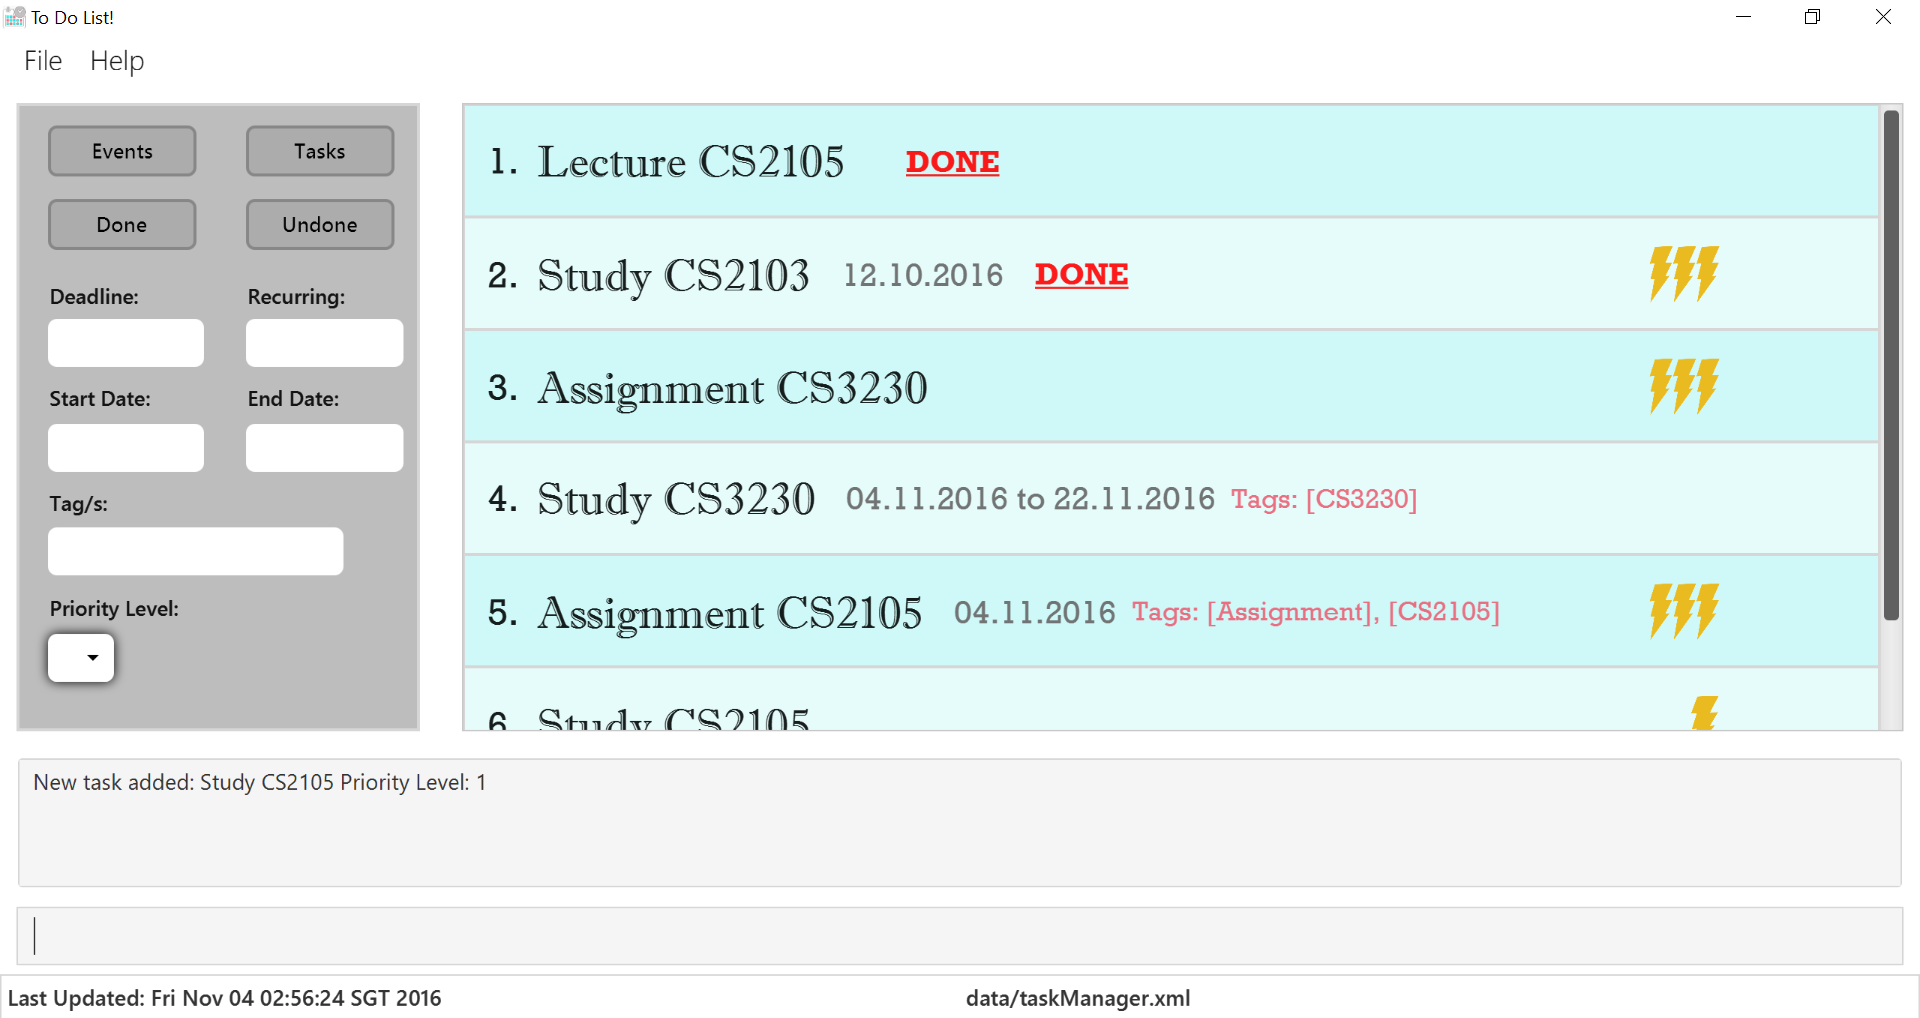 To Do List!
File Help
Events Tasks
Done Undone
Deadline: Recurring:
Start Date: End Date:
Tag/s:
Priority Level:
1. Lecture CS2105 DONE
2. Study CS2103 12.10.2016 DONE
3. Assignment CS3230
4. Study CS3230 04.11.2016 to 22.11.2016 Tags: [CS3230]
5. Assignment CS2105 04.11.2016 Tags: [Assignment], [CS2105]
6. Study CS2105
New task added: Study CS2105 Priority Level: 1
Last Updated: Fri Nov 04 02:56:24 SGT 2016 data/taskManager.xml